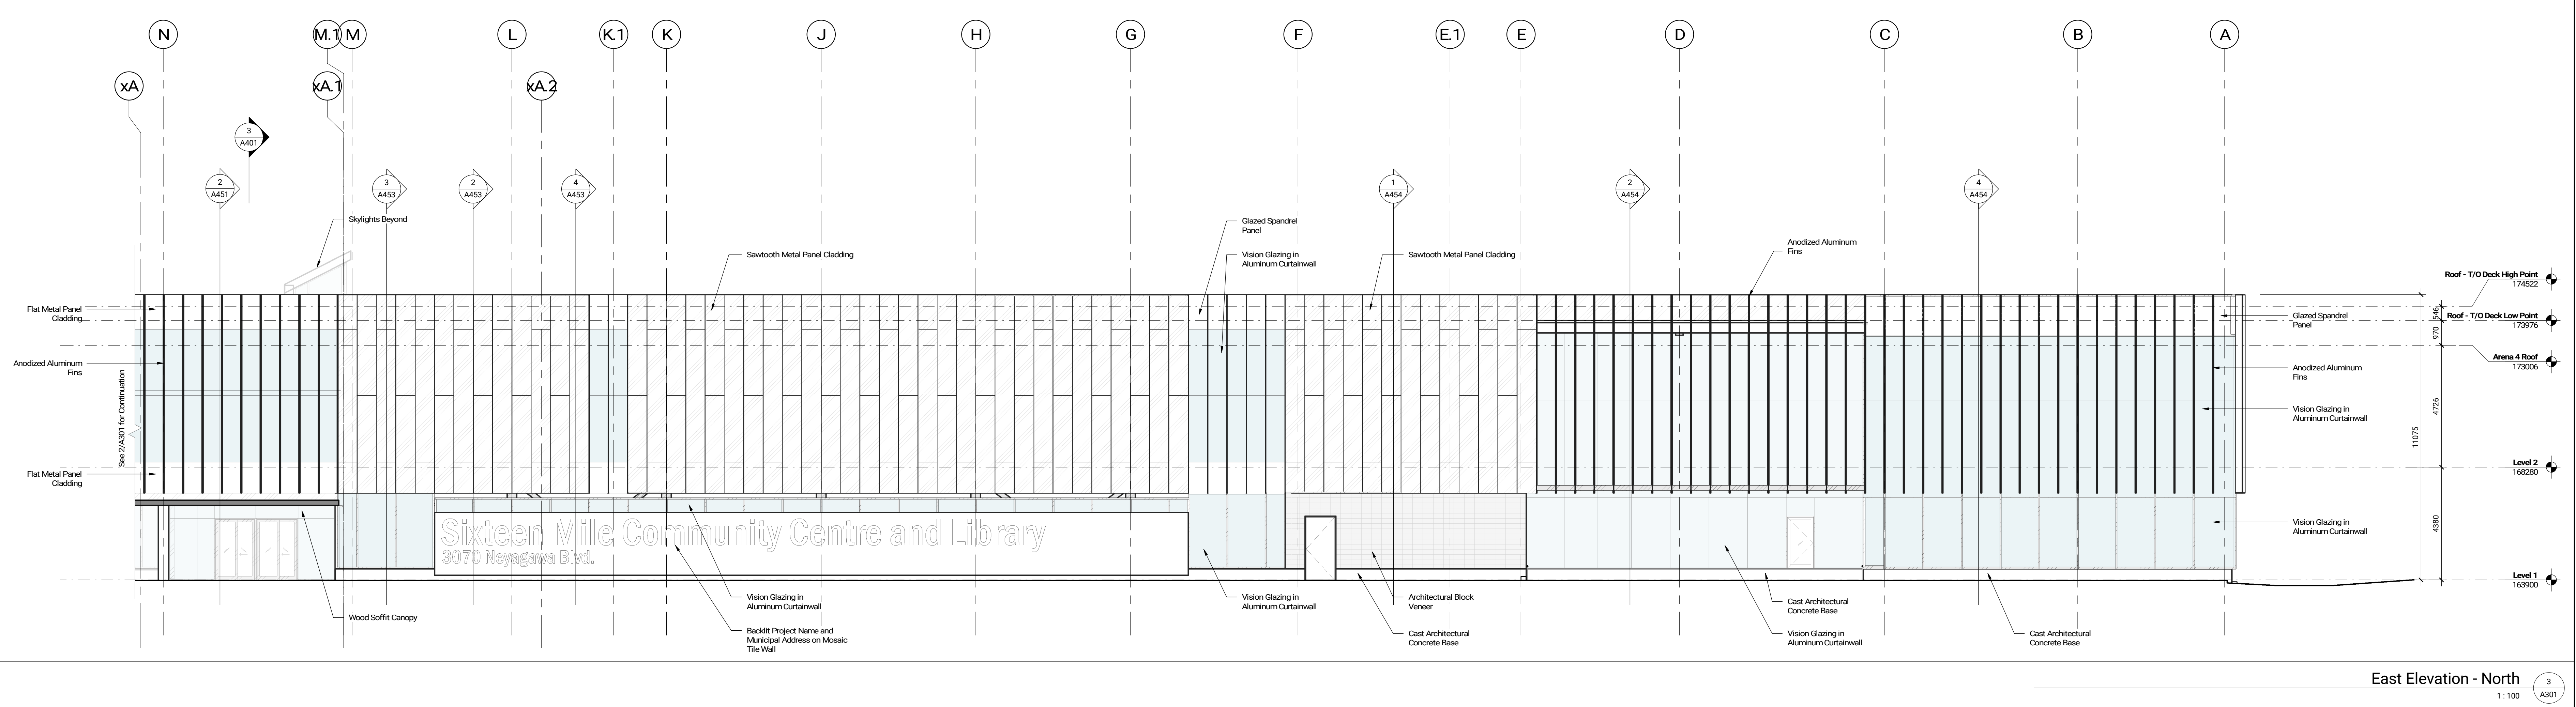 N
M.1
M
L
K.1
K
J
H
G
F
E.1
E
D
C
B
A
xA
xA.1
xA.2
3
A401
2
A451
3
A453
2
A453
4
A453
1
A454
2
A454
4
A454
Skylights Beyond
Glazed Spandrel
Panel
Sawtooth Metal Panel Cladding
Vision Glazing in
Aluminum Curtainwall
Sawtooth Metal Panel Cladding
Anodized Aluminum
Fins
Roof - T/O Deck High Point
174522
Flat Metal Panel
Cladding
Glazed Spandrel
Panel
546
Roof - T/O Deck Low Point
173976
970
Anodized Aluminum
Fins
Arena 4 Roof
173006
Anodized Aluminum
Fins
See 2/A301 for Continuation
Vision Glazing in
Aluminum Curtainwall
4726
11075
Flat Metal Panel
Cladding
Level 2
168280
Sixteen Mile Community Centre and Library
3070 Neyagawa Blvd.
Vision Glazing in
Aluminum Curtainwall
4380
Level 1
163900
Wood Soffit Canopy
Vision Glazing in
Aluminum Curtainwall
Backlit Project Name and
Municipal Address on Mosaic
Tile Wall
Vision Glazing in
Aluminum Curtainwall
Architectural Block
Veneer
Cast Architectural
Concrete Base
Cast Architectural
Concrete Base
Vision Glazing in
Aluminum Curtainwall
Cast Architectural
Concrete Base
East Elevation - North
1 : 100
3
A301